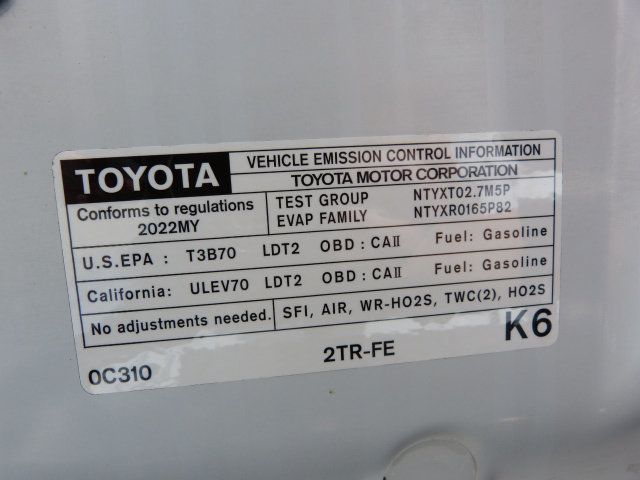 TOYOTA
VEHICLE EMISSION CONTROL INFORMATION
TOYOTA MOTOR CORPORATION
Conforms to regulations
2022MY
TEST GROUP NTYXT02.7M5P
EVAP FAMILY NTYXR0165P82
U.S.EPA : T3B70 LDT2 OBD : CAII Fuel: Gasoline
California: ULEV70 LDT2 OBD : CAII Fuel: Gasoline
No adjustments needed. SFI, AIR, WR-HO2S, TWC(2), HO2S
0C310 2TR-FE K6